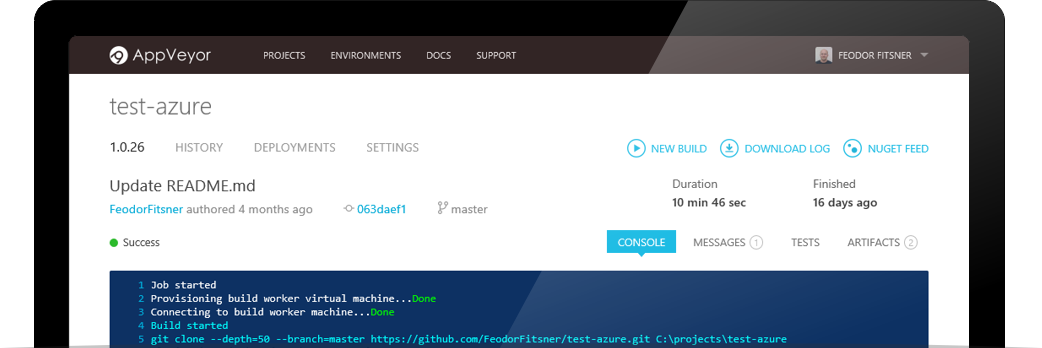 AppVeyor PROJECTS ENVIRONMENTS DOCS SUPPORT FEODOR FITSNER
test-azure
1.0.26 HISTORY DEPLOYMENTS SETTINGS NEW BUILD DOWNLOAD LOG NUGET FEED
Update README.md Duration Finished
FeodorFitsner authored 4 months ago 063daef1 master 10 min 46 sec 16 days ago
Success CONSOLE MESSAGES 1 TESTS ARTIFACTS 2
1 Job started
2 Provisioning build worker virtual machine...Done
3 Connecting to build worker machine...Done
4 Build started
5 git clone --depth=50 --branch=master https://github.com/FeodorFitsner/test-azure.git C:\projects\test-azure